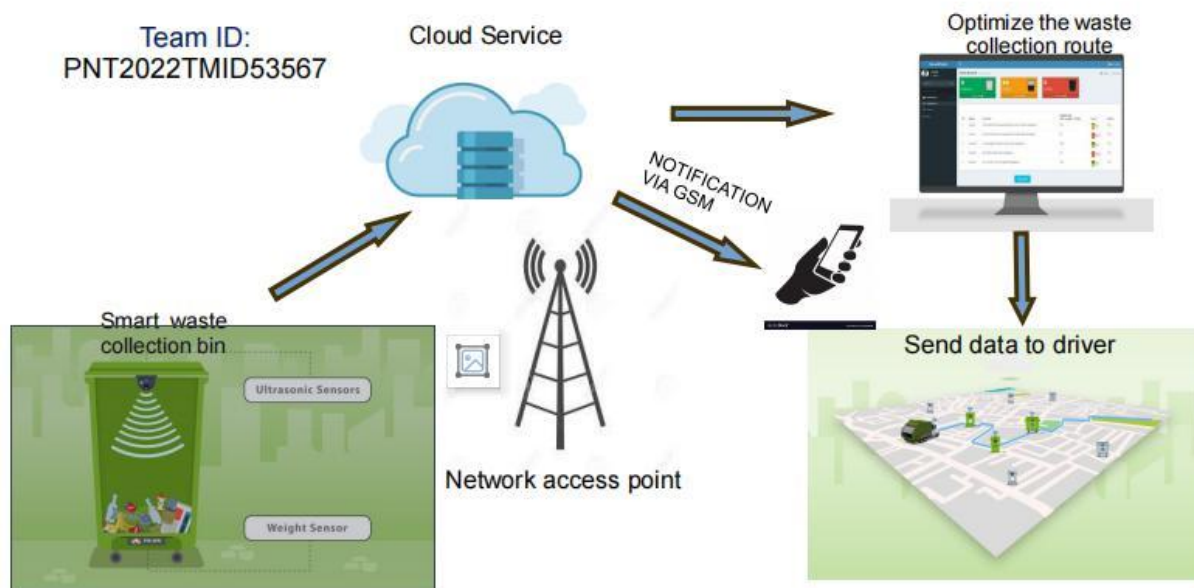 Team ID:
PNT2022TMID53567
Cloud Service
Optimize the waste
collection route
NOTIFICATION
VIA GSM
Smart waste
collection bin
Ultrasonic Sensors
Weight Sensor
Network access point
Send data to driver